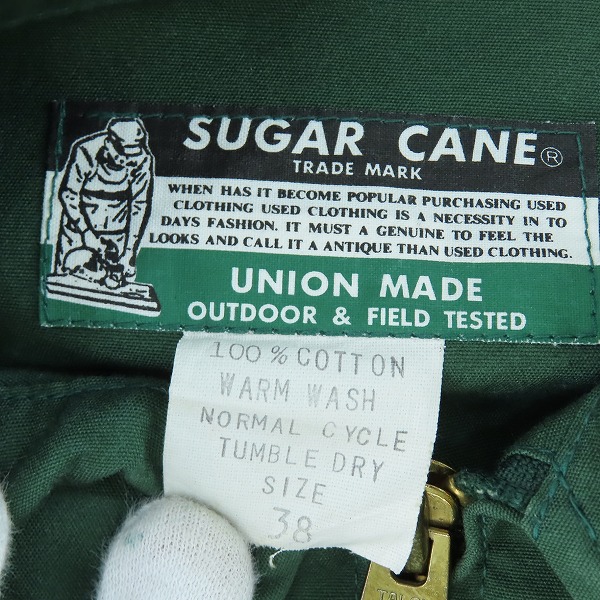 SUGAR CANE®
TRADE MARK
WHEN HAS IT BECOME POPULAR PURCHASING USED
CLOTHING USED CLOTHING IS A NECESSITY IN TO
DAYS FASHION. IT MUST A GENUINE TO FEEL THE
LOOKS AND CALL IT A ANTIQUE THAN USED CLOTHING.
UNION MADE
OUTDOOR & FIELD TESTED
100% COTTON
WARM WASH
NORMAL CYCLE
TUMBLE DRY
SIZE
38